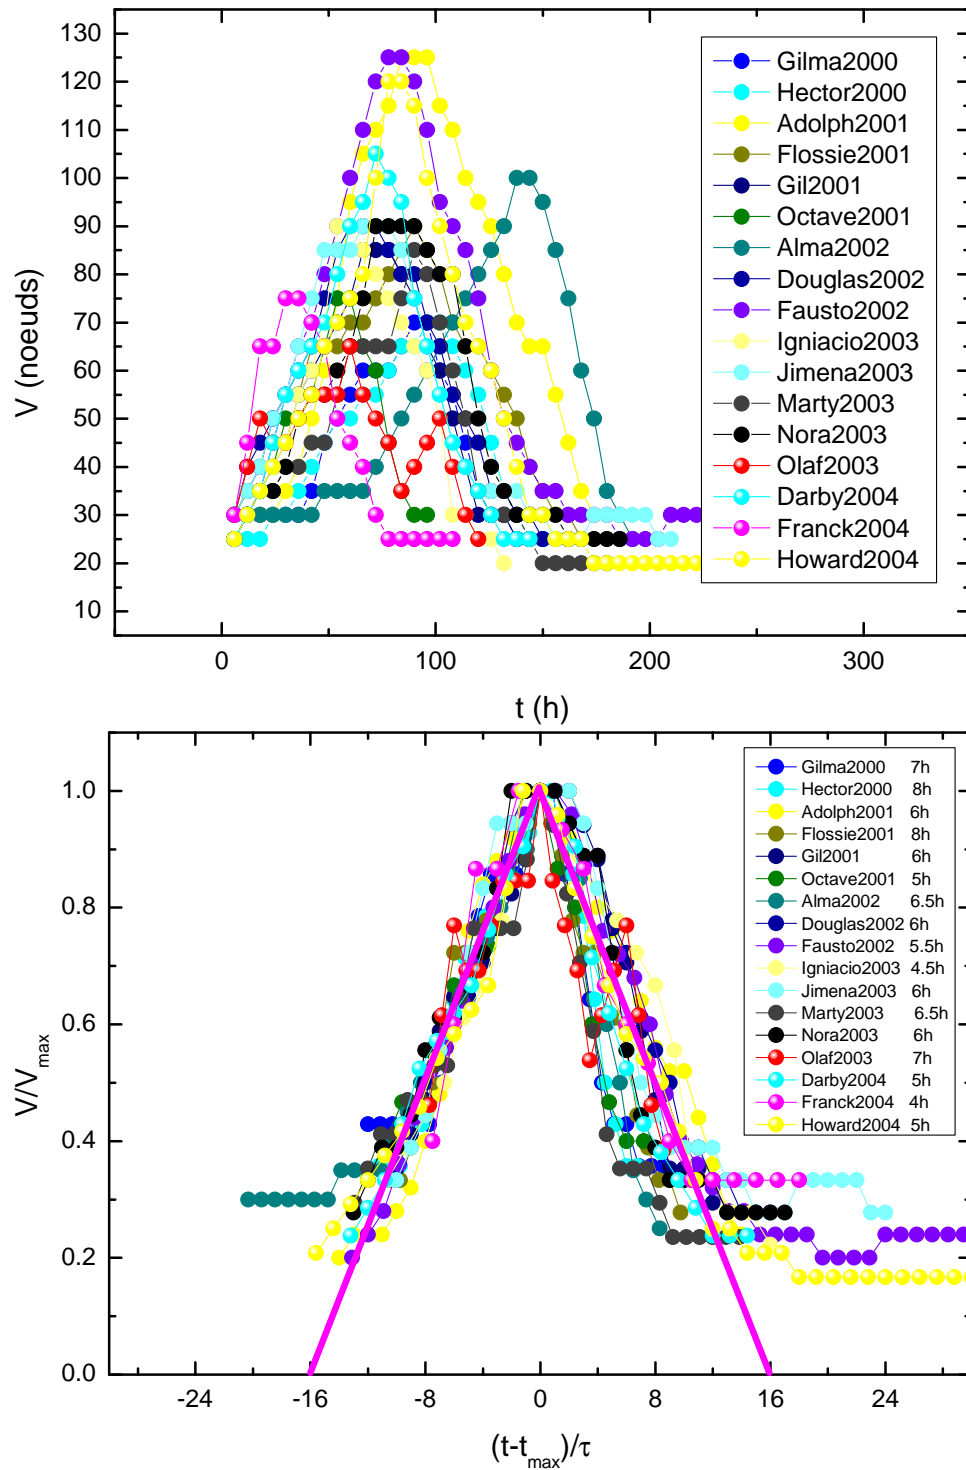 130
120
110
100
90
80
70
60
50
40
30
20
10
V (noeuds)
0
100
200
300
t (h)
Gilma2000
Hector2000
Adolph2001
Flossie2001
Gil2001
Octave2001
Alma2002
Douglas2002
Fausto2002
Igniacio2003
Jimena2003
Marty2003
Nora2003
Olaf2003
Darby2004
Franck2004
Howard2004
1.0
0.8
0.6
0.4
0.2
0.0
V/V_max
-24
-16
-8
0
8
16
24
(t-t_max)/τ
Gilma2000 7h
Hector2000 8h
Adolph2001 6h
Flossie2001 8h
Gil2001 6h
Octave2001 5h
Alma2002 6.5h
Douglas2002 6h
Fausto2002 5.5h
Igniacio2003 4.5h
Jimena2003 6h
Marty2003 6.5h
Nora2003 6h
Olaf2003 7h
Darby2004 5h
Franck2004 4h
Howard2004 5h